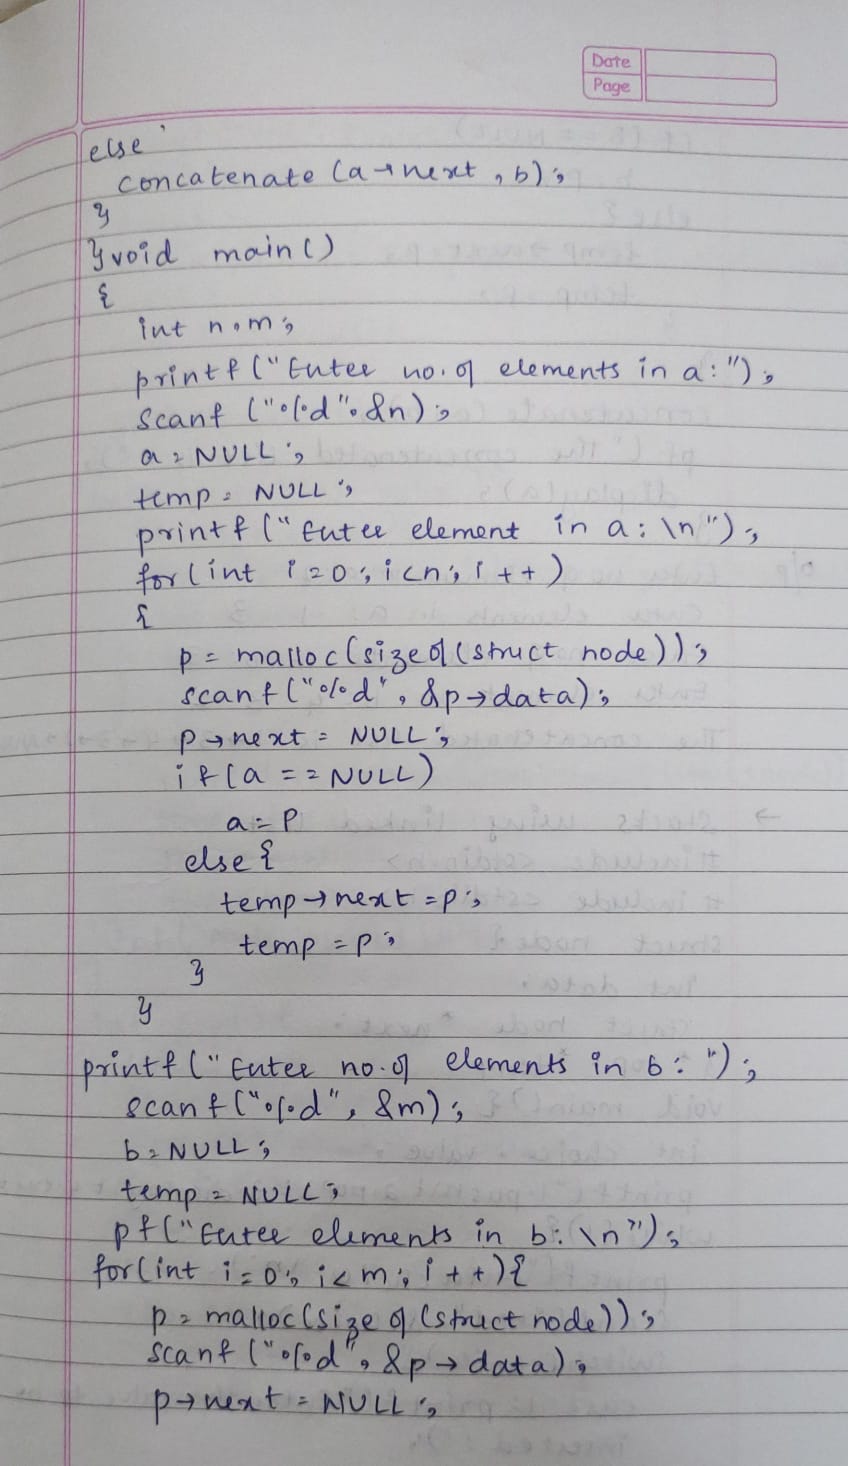 Date
Page
else
concatenate (a→next, b);
}
} void main()
{
int n, m;
printf ("Enter no. of elements in a:");
scanf ("%d", &n);
a = NULL;
temp = NULL;
printf ("Enter element in a: \n");
for (int i=0; i<n; i++)
{
p = malloc(sizeof(struct node));
scanf("%d", &p→data);
p→next = NULL;
if(a == NULL)
a = p
else {
temp→next = p;
temp = p;
}
}
printf ("Enter no. of elements in b: ");
scanf("%d", &m);
b = NULL;
temp = NULL;
pf("Enter elements in b: \n");
for(int i=0; i<m; i++){
p = malloc(size of (struct node));
scanf ("%d", &p→data);
p→next = NULL;